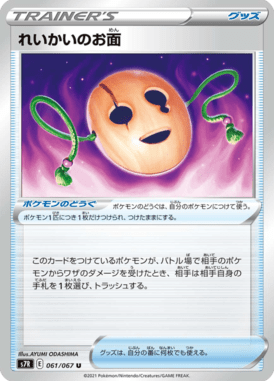 TRAINER'S
グッズ
れいかいのお面
めん
ポケモンのどうぐ
ポケモンのどうぐは、自分のポケモンにつけて使う。
ポケモン1匹につき1枚だけつけられ、つけたままにする。
このカードをつけているポケモンが、バトル場で相手のポケ
モンからワザのダメージを受けたとき、相手は相手自身の
手札を1枚選び、トラッシュする。
Illus. AYUMI ODASHIMA
S7R E 061/067 U
グッズは、自分の番に何枚でも使える。
©2021 Pokémon/Nintendo/Creatures/GAME FREAK.